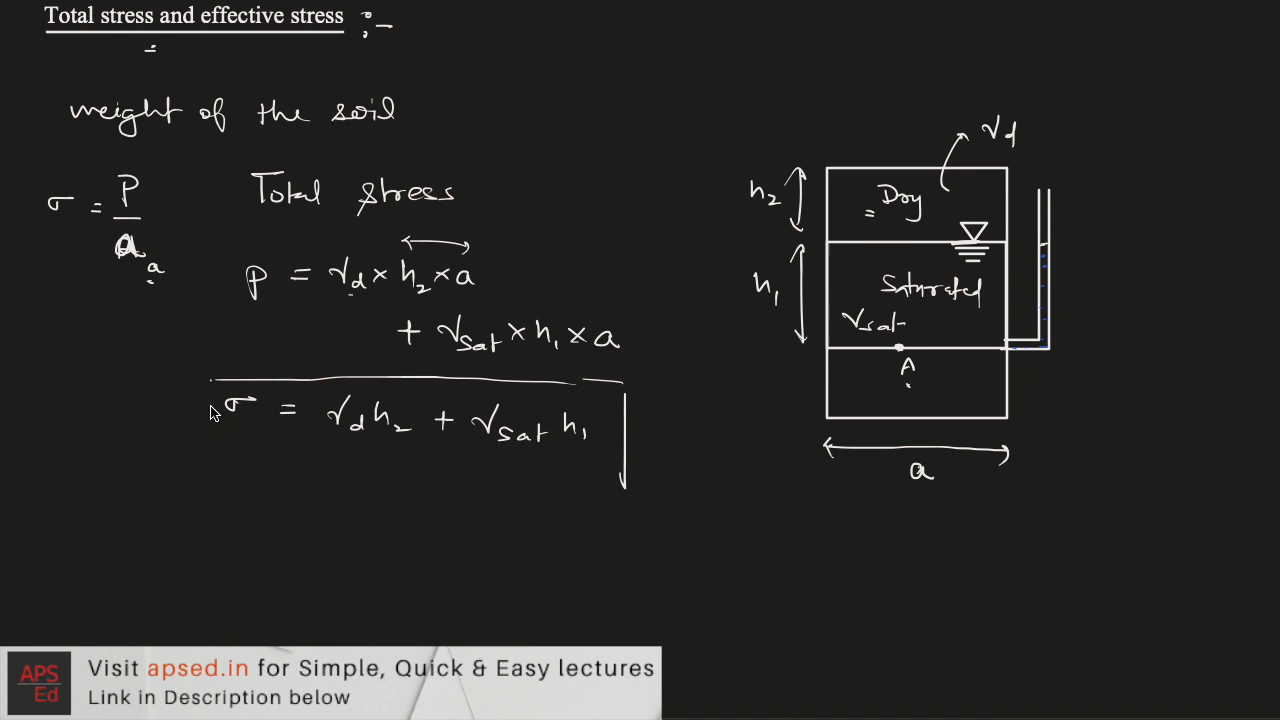 Total stress and effective stress :-
weight of the soil
σ = P / a
a
Total stress
P = γd × h2 × a
+ γsat × h1 × a
σ = γd h2 + γsat h1
γd
h2
Dry
h1
Saturated
γsat
A
a
APS
Ed
Visit apsed.in for Simple, Quick & Easy lectures
Link in Description below